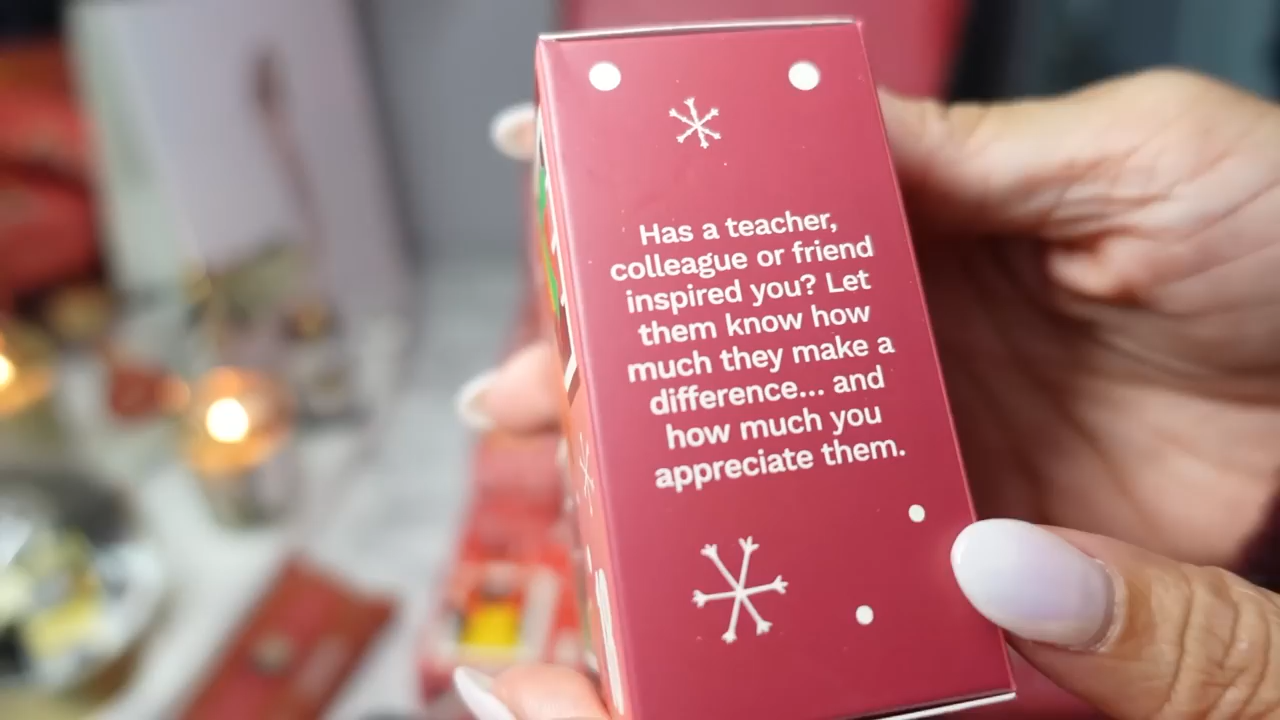 Has a teacher,
colleague or friend
inspired you? Let
them know how
much they make a
difference... and
how much you
appreciate them.